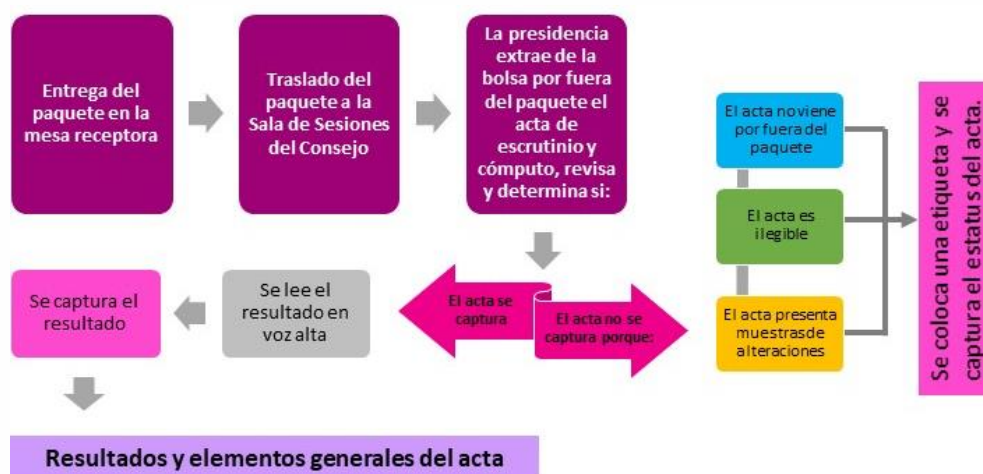 Entrega del
paquete en la
mesa receptora
Traslado del
paquete a la
Sala de Sesiones
del Consejo
La presidencia
extrae de la
bolsa por fuera
del paquete el
acta de
escrutinio y
cómputo, revisa
y determina si:
El acta se
captura
El acta no se
captura porque:
Se lee el
resultado en
voz alta
Se captura el
resultado
Resultados y elementos generales del acta
El acta no viene
por fuera del
paquete
El acta es
ilegible
El acta presenta
muestras de
alteraciones
Se coloca una etiqueta y se
captura el estatus del acta.